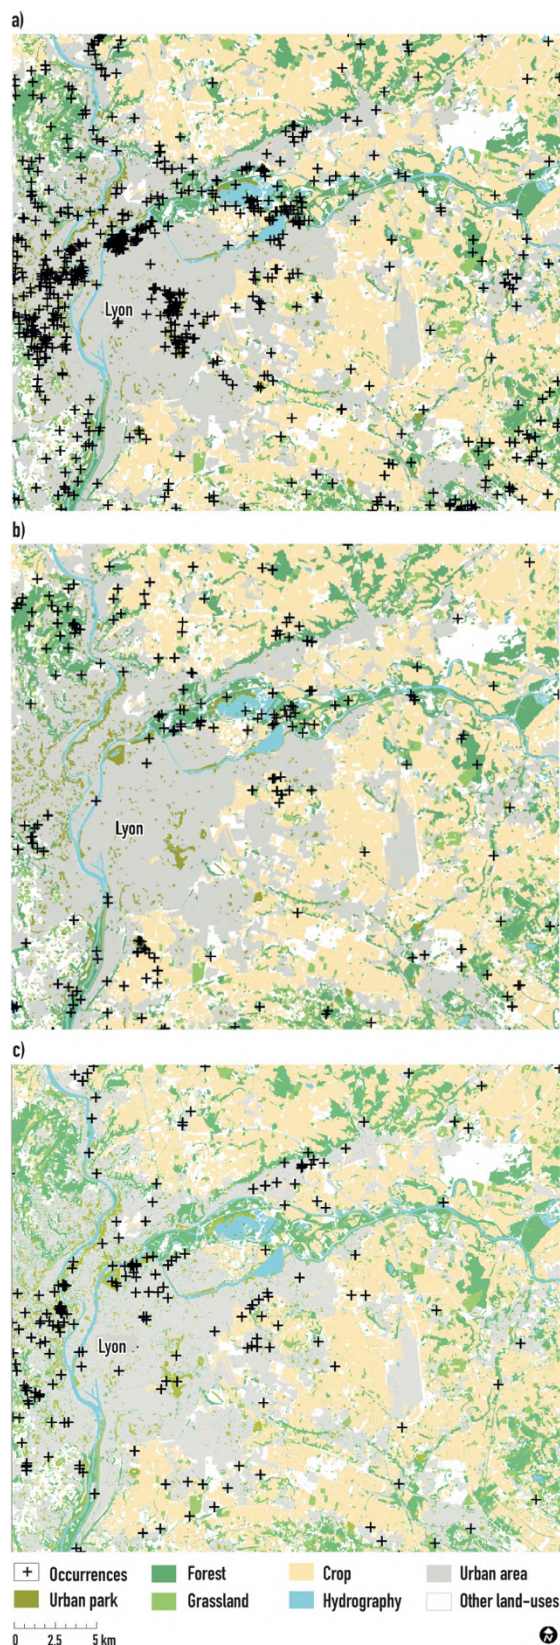 a)
Lyon
b)
Lyon
c)
Lyon
+ Occurrences
Forest
Crop
Urban area
Urban park
Grassland
Hydrography
Other land-uses
0 2.5 5 km